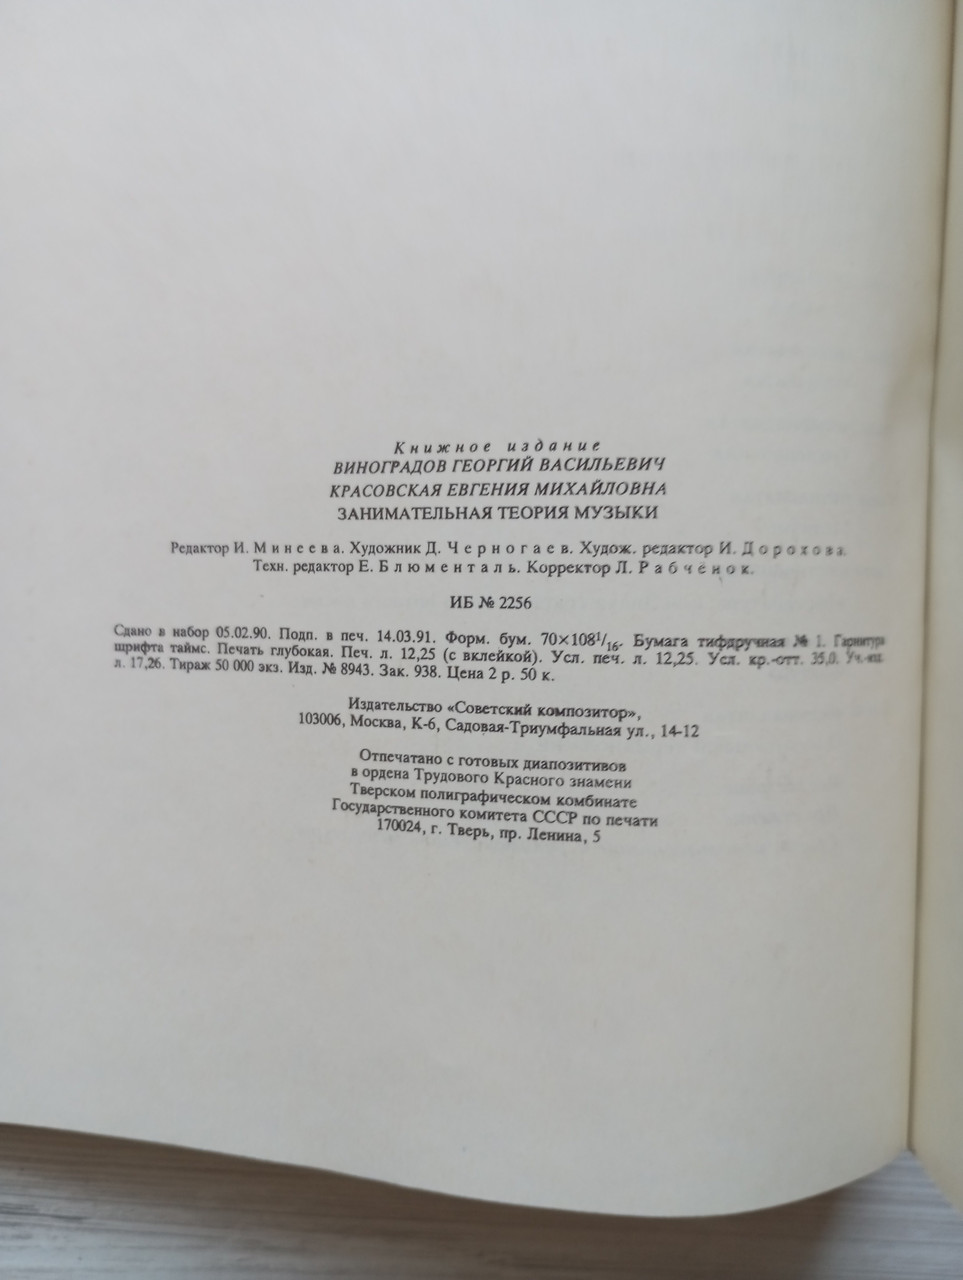 Книжное издание
ВИНОГРАДОВ ГЕОРГИЙ ВАСИЛЬЕВИЧ
КРАСОВСКАЯ ЕВГЕНИЯ МИХАЙЛОВНА
ЗАНИМАТЕЛЬНАЯ ТЕОРИЯ МУЗЫКИ
Редактор И. Минеева. Художник Д. Черногаев. Худож. редактор И. Дорохова.
Техн. редактор Е. Блюменталь. Корректор Л. Рабченок.
ИБ № 2256
Сдано в набор 05.02.90. Подп. в печ. 14.03.91. Форм. бум. 70×108¹/₁₆. Бумага тифдручная № 1. Гарнитура
шрифта таймс. Печать глубокая. Печ. л. 12,25 (с вклейкой). Усл. печ. л. 12,25. Усл. кр.-отт. 35,0. Уч.-изд.
л. 17,26. Тираж 50 000 экз. Изд. № 8943. Зак. 938. Цена 2 р. 50 к.
Издательство «Советский композитор»,
103006, Москва, К-6, Садовая-Триумфальная ул., 14-12
Отпечатано с готовых диапозитивов
в ордена Трудового Красного знамени
Тверском полиграфическом комбинате
Государственного комитета СССР по печати
170024, г. Тверь, пр. Ленина, 5